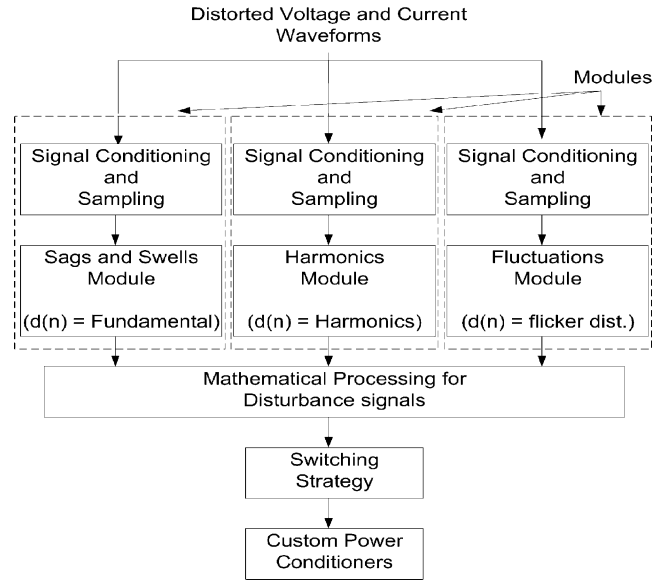 Distorted Voltage and Current
Waveforms
Modules
Signal Conditioning
and
Sampling
Signal Conditioning
and
Sampling
Signal Conditioning
and
Sampling
Sags and Swells
Module
(d(n) = Fundamental)
Harmonics
Module
(d(n) = Harmonics)
Fluctuations
Module
(d(n) = flicker dist.)
Mathematical Processing for
Disturbance signals
Switching
Strategy
Custom Power
Conditioners